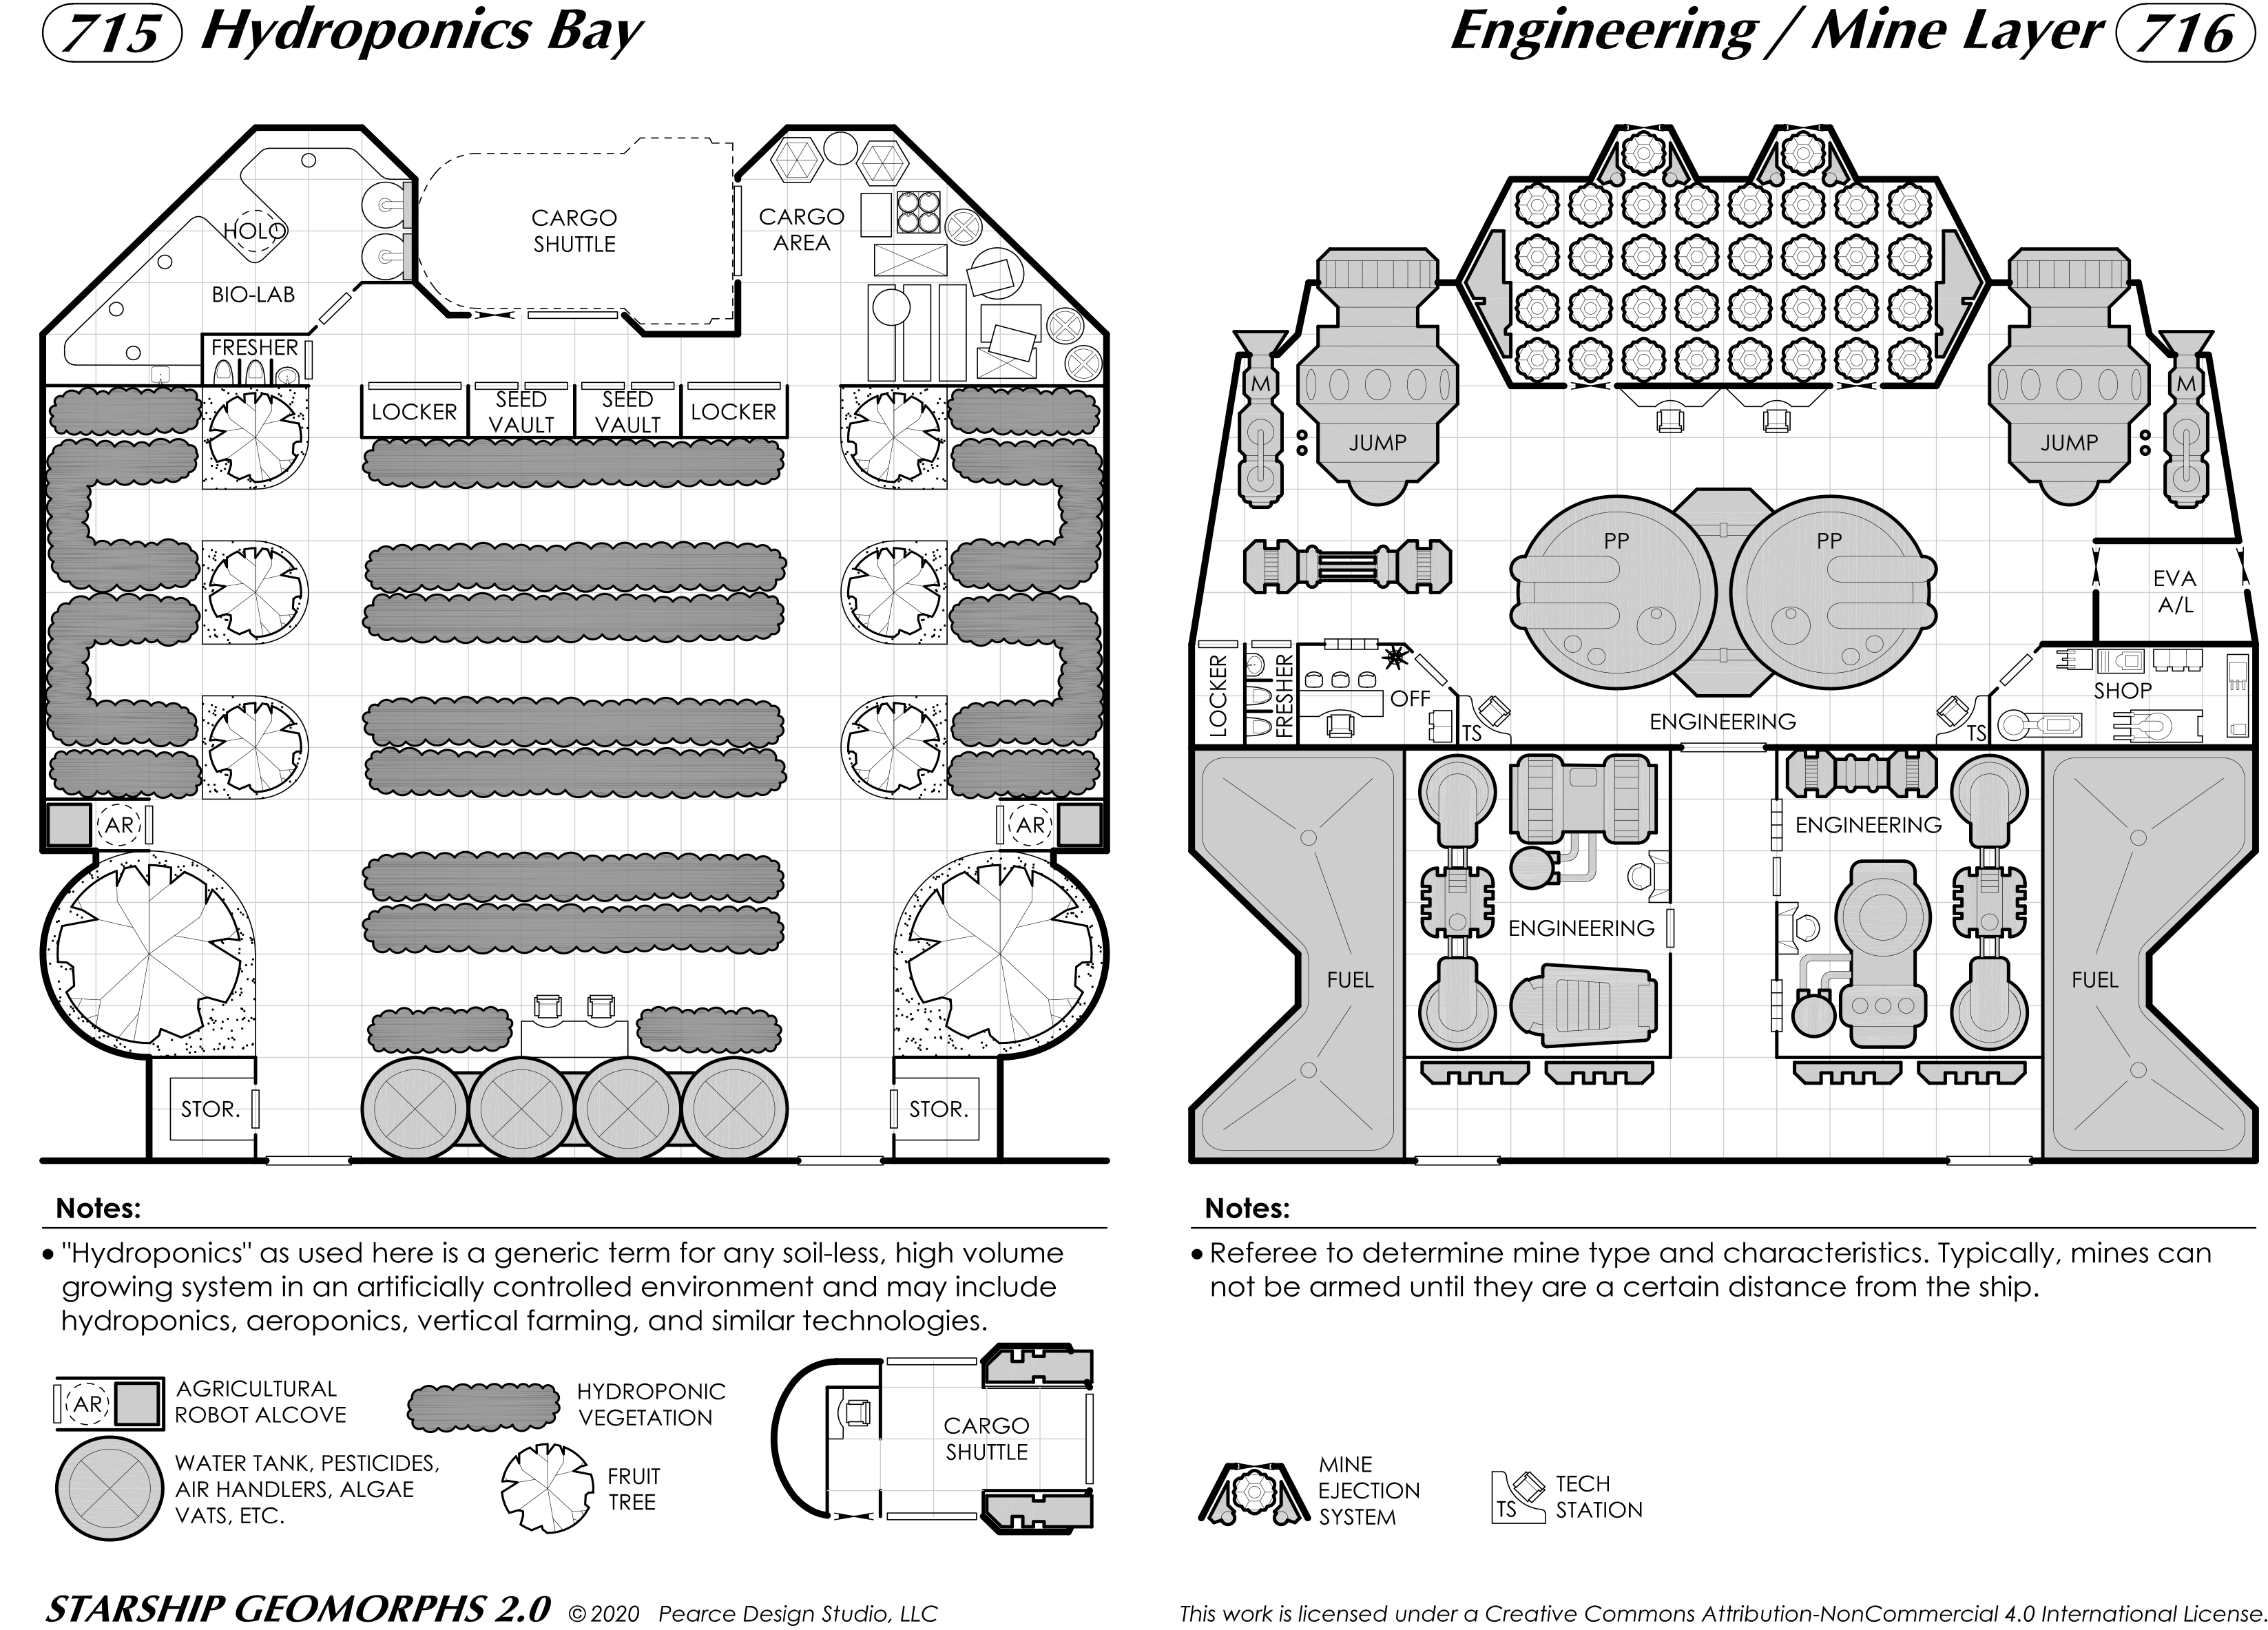 715 Hydroponics Bay
Engineering / Mine Layer 716
CARGO
SHUTTLE
CARGO
AREA
HOLO
BIO-LAB
FRESHER
LOCKER
SEED
VAULT
SEED
VAULT
LOCKER
AR
AR
STOR.
STOR.
M
JUMP
JUMP
M
PP
PP
EVA
A/L
LOCKER
FRESHER
OFF
TS
ENGINEERING
TS
SHOP
ENGINEERING
ENGINEERING
FUEL
FUEL
Notes:
• "Hydroponics" as used here is a generic term for any soil-less, high volume
growing system in an artificially controlled environment and may include
hydroponics, aeroponics, vertical farming, and similar technologies.
AR
AGRICULTURAL
ROBOT ALCOVE
HYDROPONIC
VEGETATION
WATER TANK, PESTICIDES,
AIR HANDLERS, ALGAE
VATS, ETC.
FRUIT
TREE
CARGO
SHUTTLE
Notes:
• Referee to determine mine type and characteristics. Typically, mines can
not be armed until they are a certain distance from the ship.
MINE
EJECTION
SYSTEM
TS
TECH
STATION
STARSHIP GEOMORPHS 2.0 © 2020 Pearce Design Studio, LLC
This work is licensed under a Creative Commons Attribution-NonCommercial 4.0 International License.